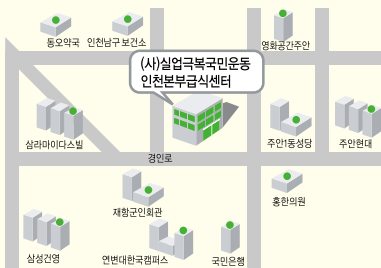 동오약국
인천남구보건소
영화공간주안
(사)실업극복국민운동
인천본부급식센터
삼라마이다스빌
주안1동성당
주안현대
경인로
재향군인회관
홍한의원
삼성건영
연변대한국캠퍼스
국민은행